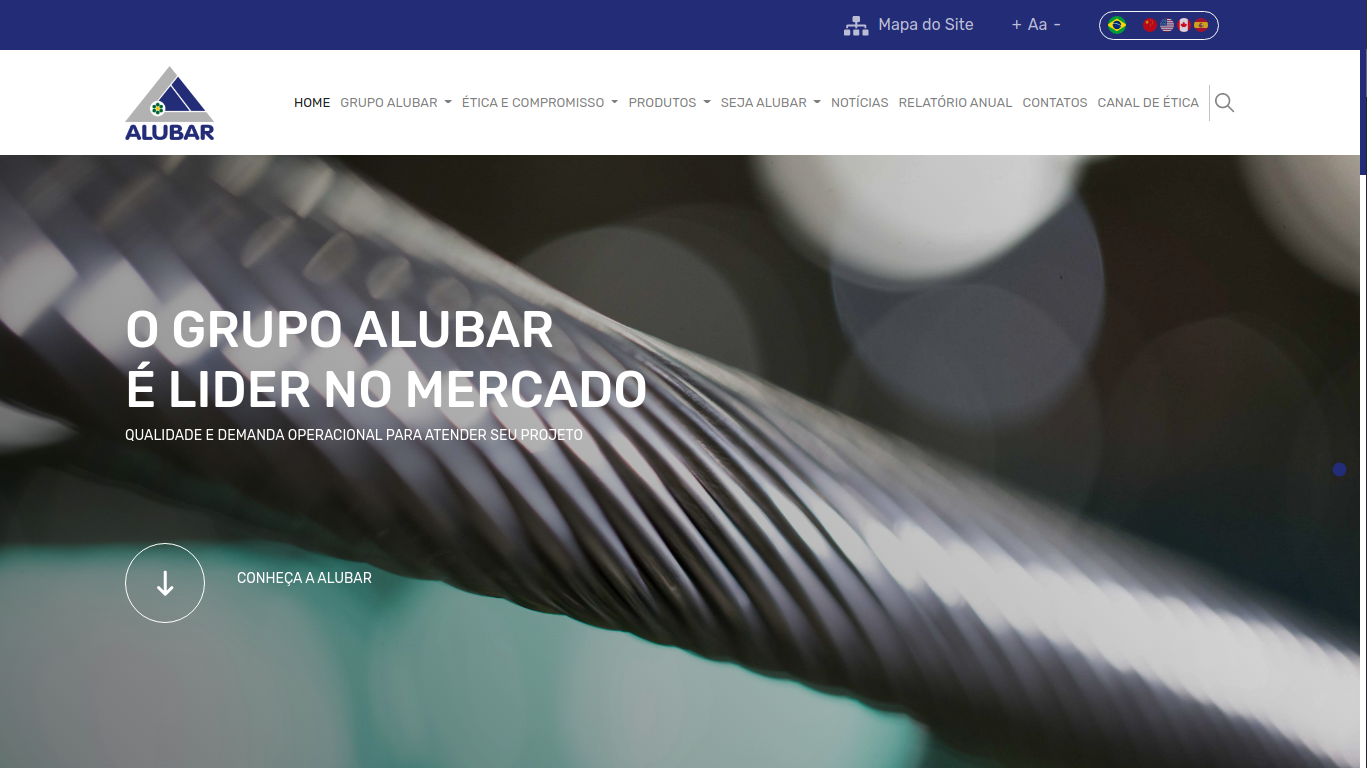 Mapa do Site
+ Aa -
ALUBAR
HOME GRUPO ALUBAR ÉTICA E COMPROMISSO PRODUTOS SEJA ALUBAR NOTÍCIAS RELATÓRIO ANUAL CONTATOS CANAL DE ÉTICA
O GRUPO ALUBAR
É LIDER NO MERCADO
QUALIDADE E DEMANDA OPERACIONAL PARA ATENDER SEU PROJETO
CONHEÇA A ALUBAR